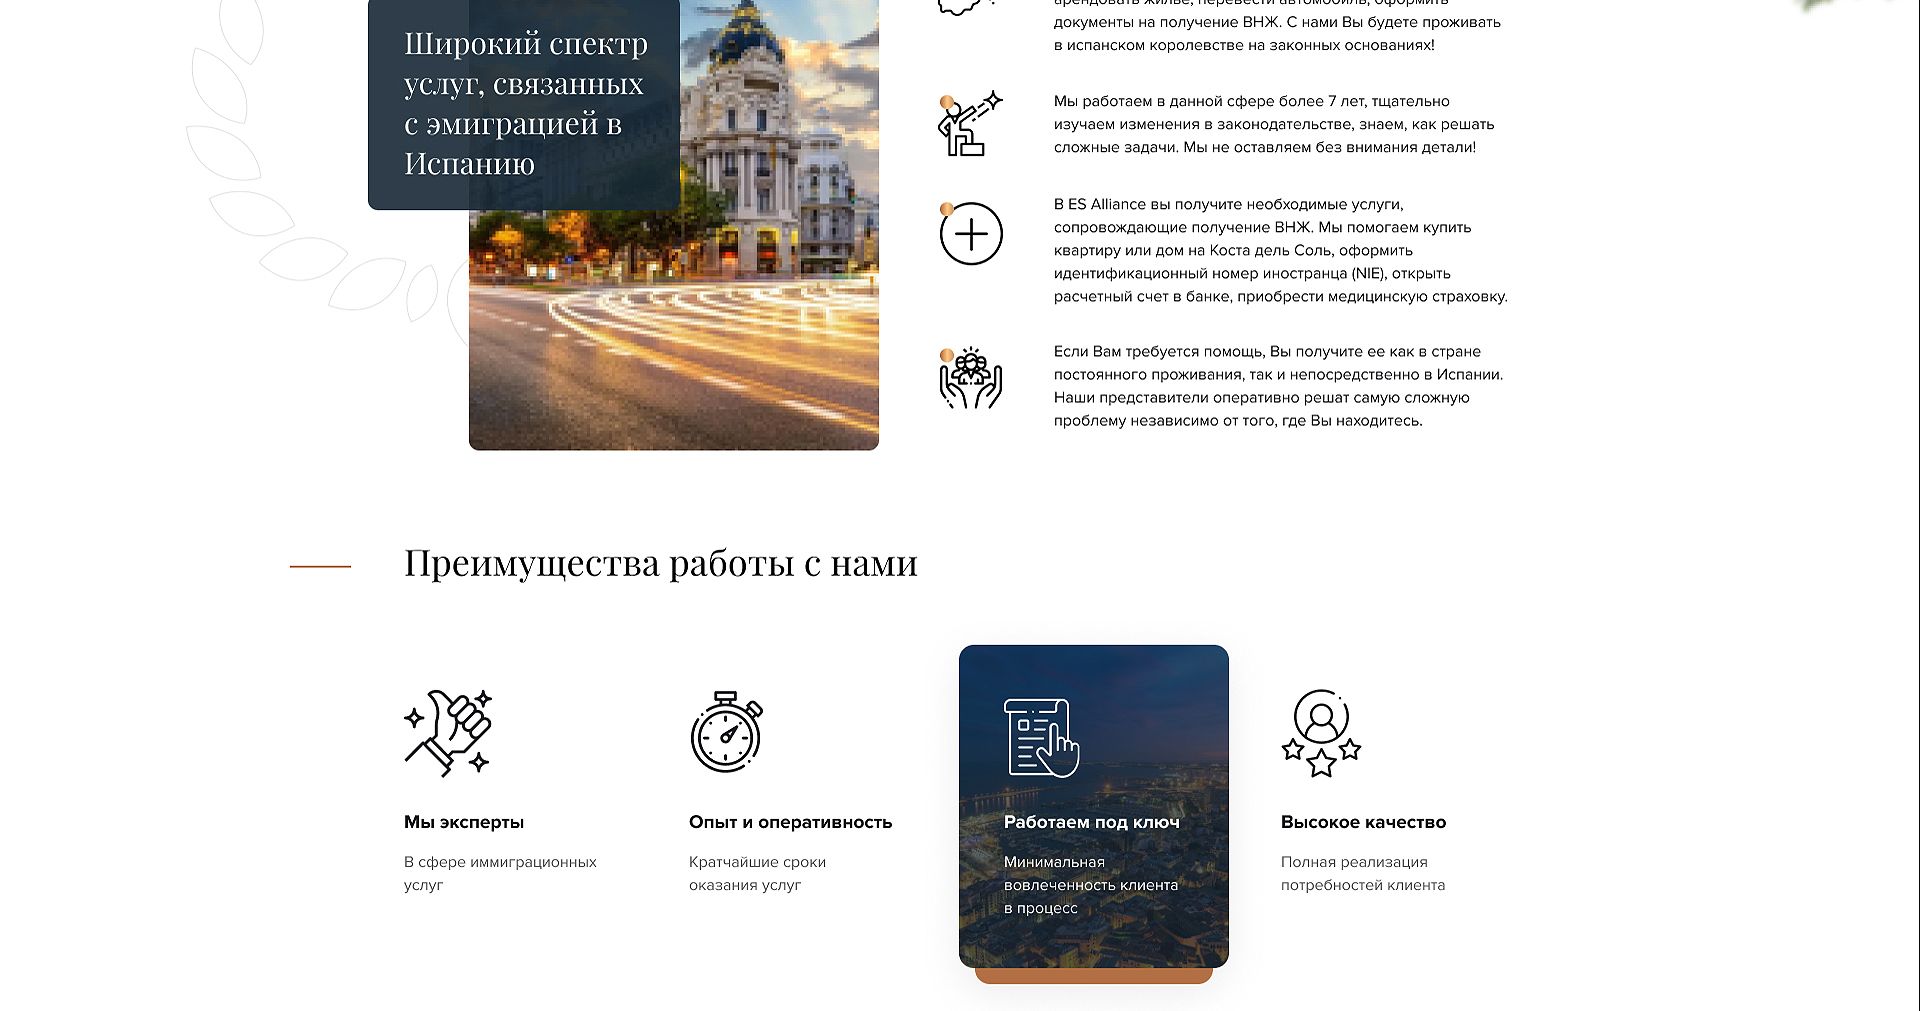 Широкий спектр
услуг, связанных
с эмиграцией в
Испанию
арендовать жилье, перевести автомобиль, оформить
документы на получение ВНЖ. С нами Вы будете проживать
в испанском королевстве на законных основаниях!
Мы работаем в данной сфере более 7 лет, тщательно
изучаем изменения в законодательстве, знаем, как решать
сложные задачи. Мы не оставляем без внимания детали!
В ES Alliance вы получите необходимые услуги,
сопровождающие получение ВНЖ. Мы помогаем купить
квартиру или дом на Коста дель Соль, оформить
идентификационный номер иностранца (NIE), открыть
расчетный счет в банке, приобрести медицинскую страховку.
Если Вам требуется помощь, Вы получите ее как в стране
постоянного проживания, так и непосредственно в Испании.
Наши представители оперативно решат самую сложную
проблему независимо от того, где Вы находитесь.
Преимущества работы с нами
Мы эксперты
В сфере иммиграционных
услуг
Опыт и оперативность
Кратчайшие сроки
оказания услуг
Работаем под ключ
Минимальная
вовлеченность клиента
в процесс
Высокое качество
Полная реализация
потребностей клиента